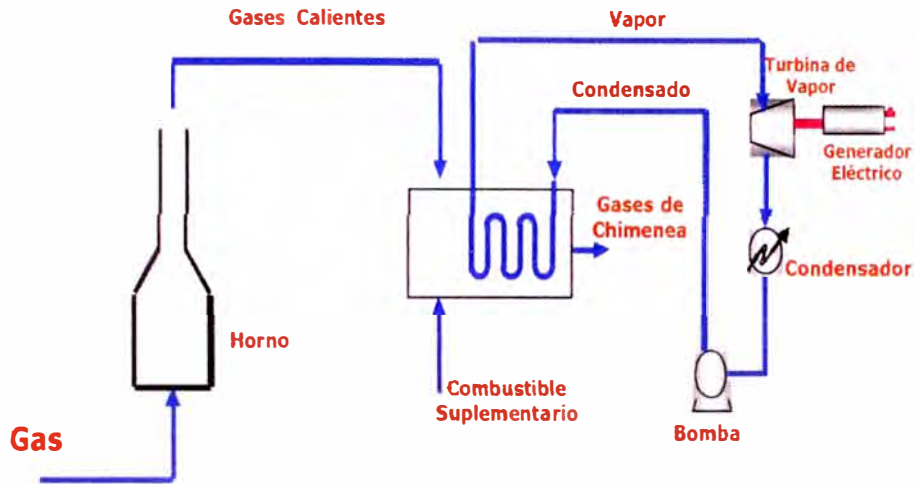 Gases Calientes
Vapor
Turbina de
Vapor
Condensado
Generador
Eléctrico
Gases de
Chimenea
Condensador
Horno
Combustible
Suplementario
Bomba
Gas